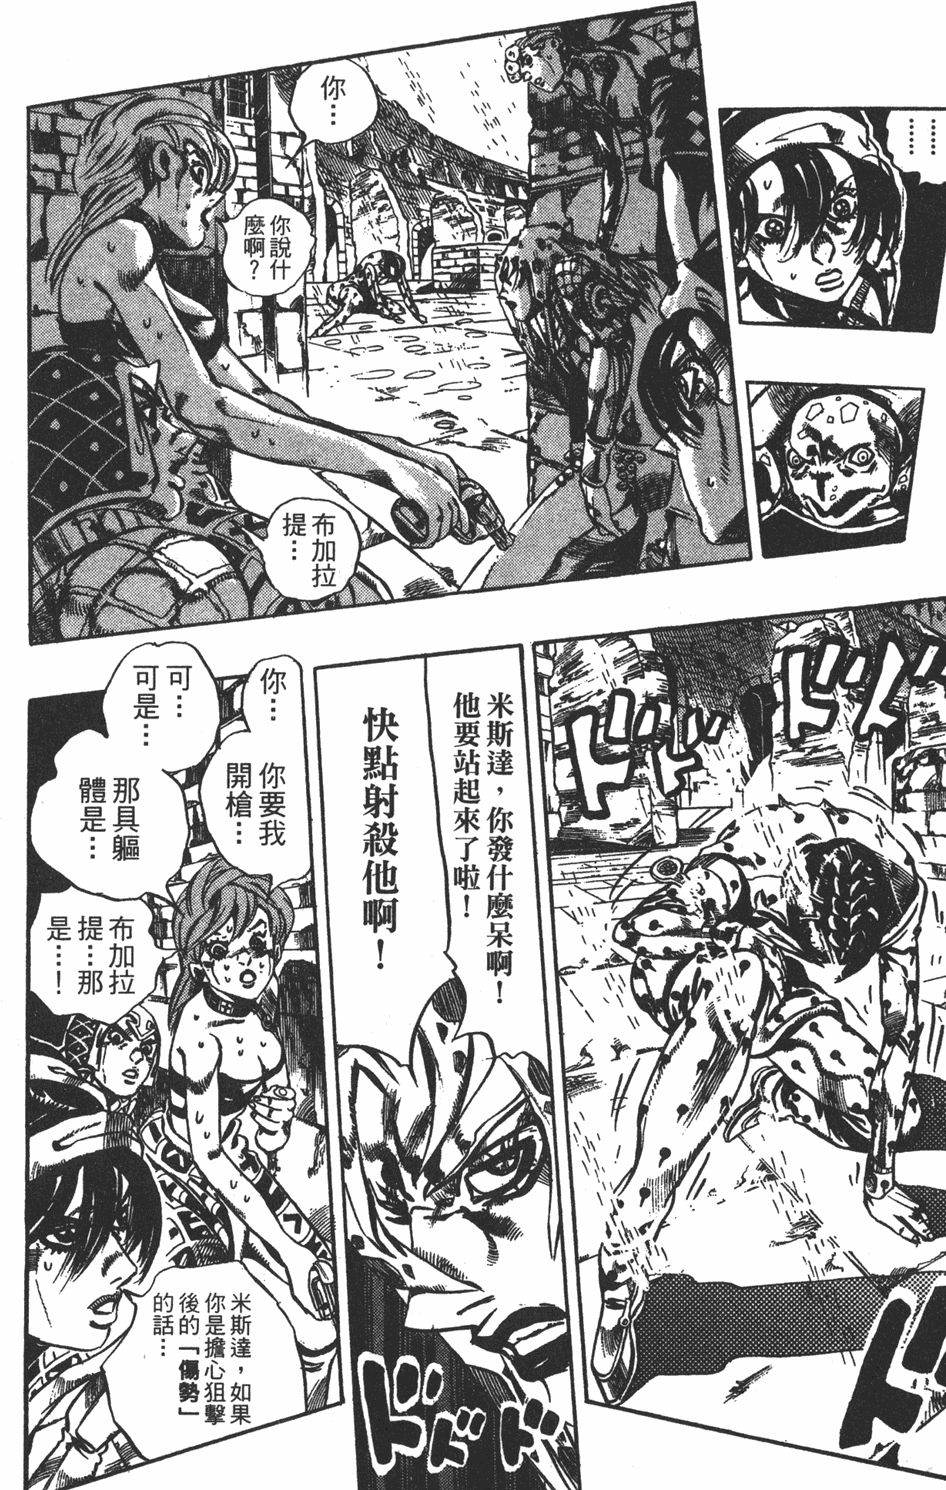 ………
………
你…
你說什
麼啊？
布加拉
提…
ドドド
ドドド
米斯達，你發什麼呆啊！
他要站起來了啦！
快點射殺他啊！
ドドド
ド
你…
你要我
開槍…
可…
可是…
那具軀
體是…
布加拉
提…那
是…！
米斯達，如果
你是擔心狙擊
後的「傷勢」
的話…